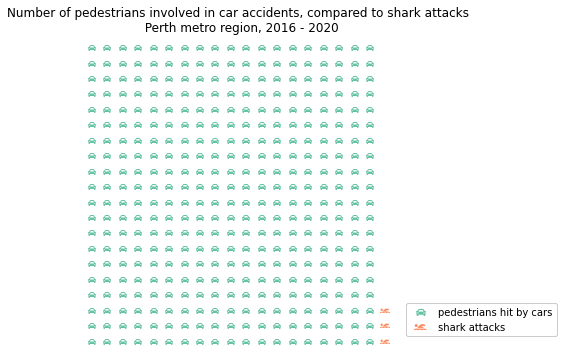 Number of pedestrians involved in car accidents, compared to shark attacks
Perth metro region, 2016 - 2020
pedestrians hit by cars
shark attacks